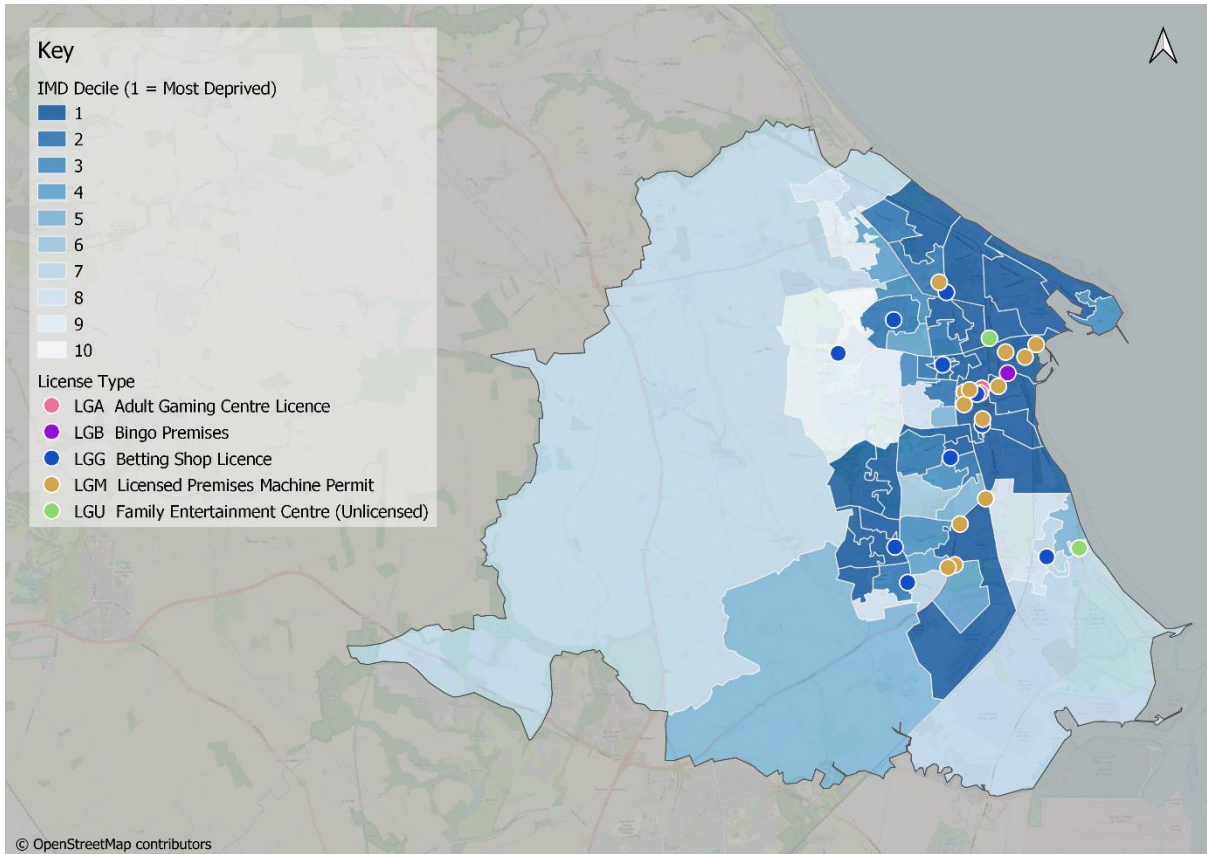 Key
IMD Decile (1 = Most Deprived)
1
2
3
4
5
6
7
8
9
10
License Type
LGA Adult Gaming Centre Licence
LGB Bingo Premises
LGG Betting Shop Licence
LGM Licensed Premises Machine Permit
LGU Family Entertainment Centre (Unlicensed)
© OpenStreetMap contributors